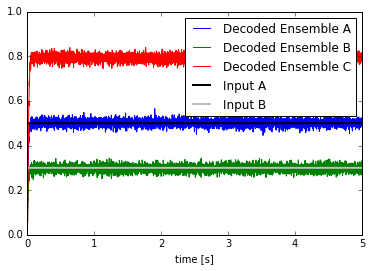 1.0
0.8
0.6
0.4
0.2
0.0
Decoded Ensemble A
Decoded Ensemble B
Decoded Ensemble C
Input A
Input B
0 1 2 3 4 5
time [s]